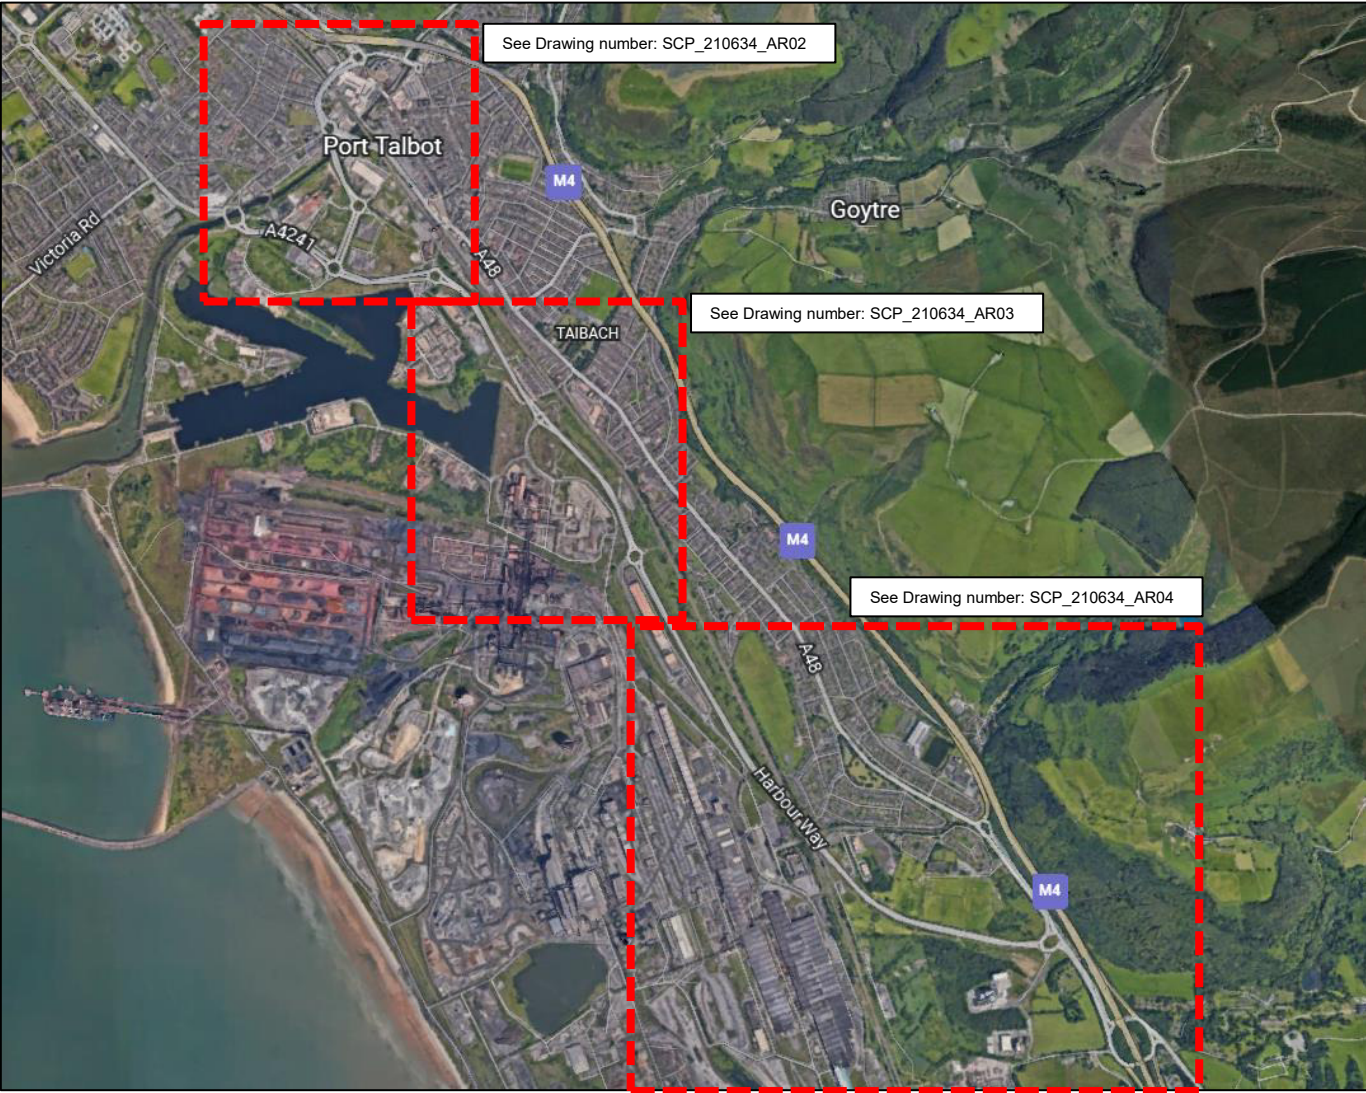 See Drawing number: SCP_210634_AR02
Port Talbot
M4
Goytre
Victoria Rd
A4241
A48
See Drawing number: SCP_210634_AR03
TAIBACH
M4
See Drawing number: SCP_210634_AR04
A48
Harbour Way
M4